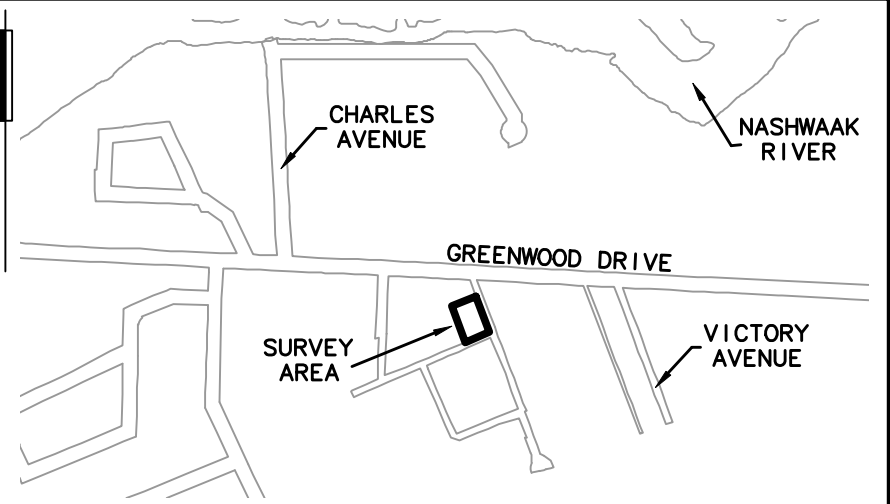 CHARLES
AVENUE
NASHWAAK
RIVER
GREENWOOD DRIVE
SURVEY
AREA
VICTORY
AVENUE